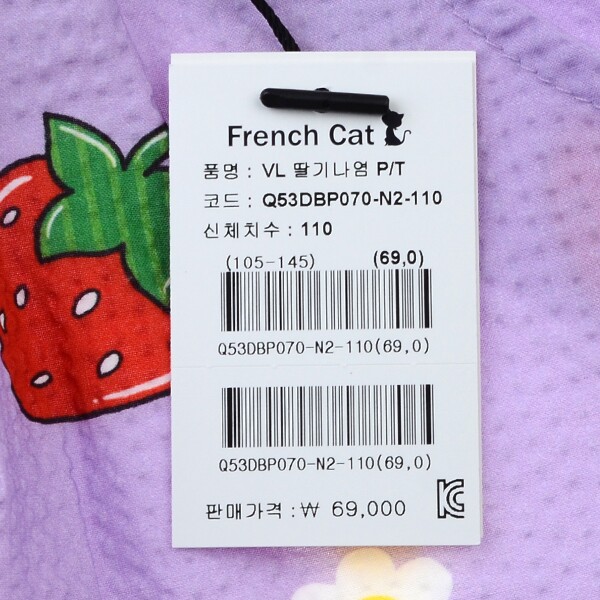 French Cat
품명 : VL 딸기나염 P/T
코드 : Q53DBP070-N2-110
신체치수 : 110
(105-145) (69,0)
Q53DBP070-N2-110(69,0)
Q53DBP070-N2-110(69,0)
판매가격 : ₩ 69,000
KC